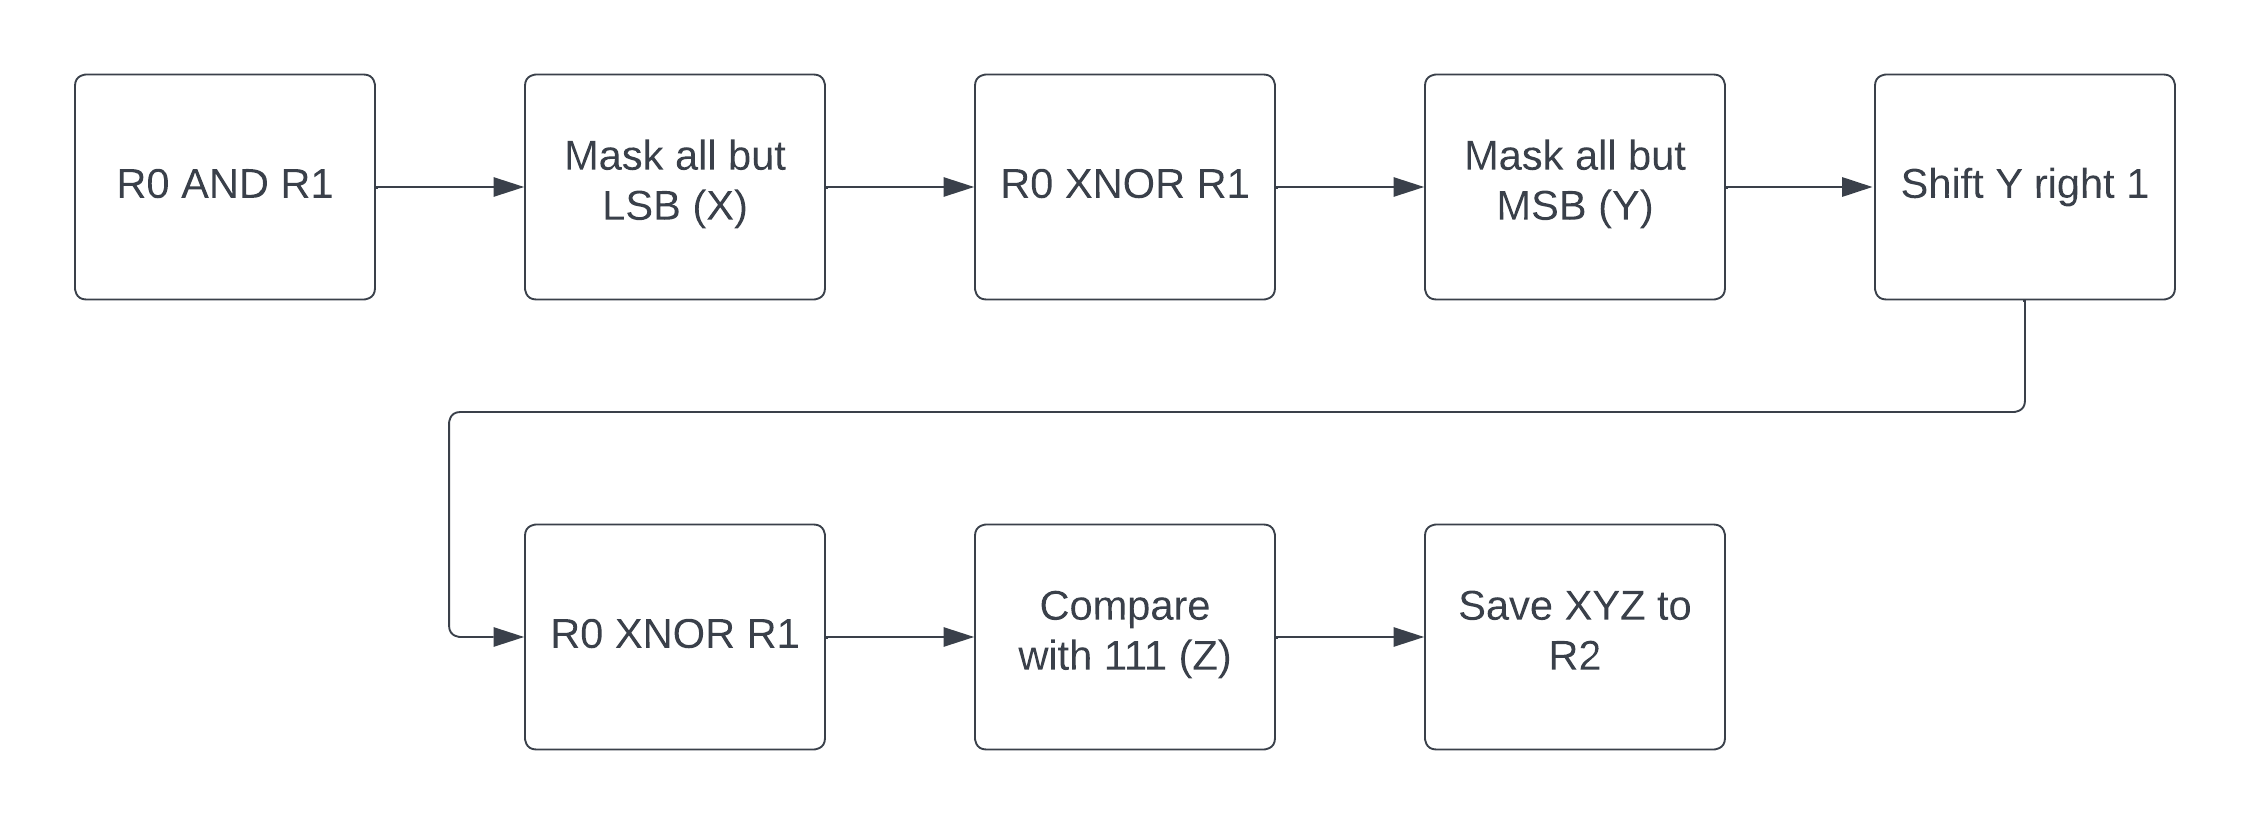 R0 AND R1
Mask all but
LSB (X)
R0 XNOR R1
Mask all but
MSB (Y)
Shift Y right 1
R0 XNOR R1
Compare
with 111 (Z)
Save XYZ to
R2